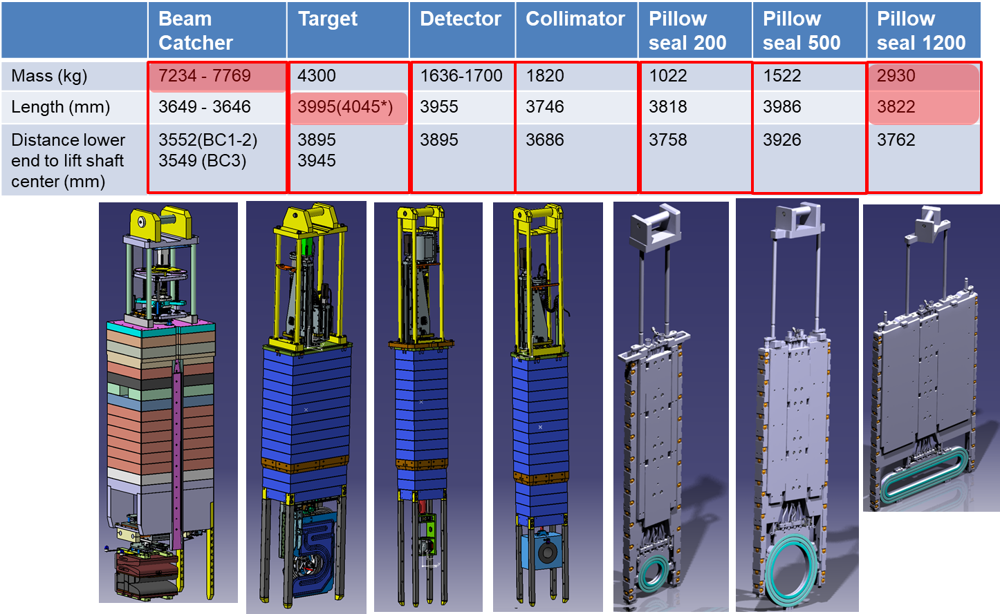 Beam Catcher Target Detector Collimator Pillow seal 200 Pillow seal 500 Pillow seal 1200
Mass (kg) 7234 - 7769 4300 1636-1700 1820 1022 1522 2930
Length (mm) 3649 - 3646 3995(4045*) 3955 3746 3818 3986 3822
Distance lower end to lift shaft center (mm) 3552(BC1-2) 3549 (BC3) 3895 3945 3895 3686 3758 3926 3762